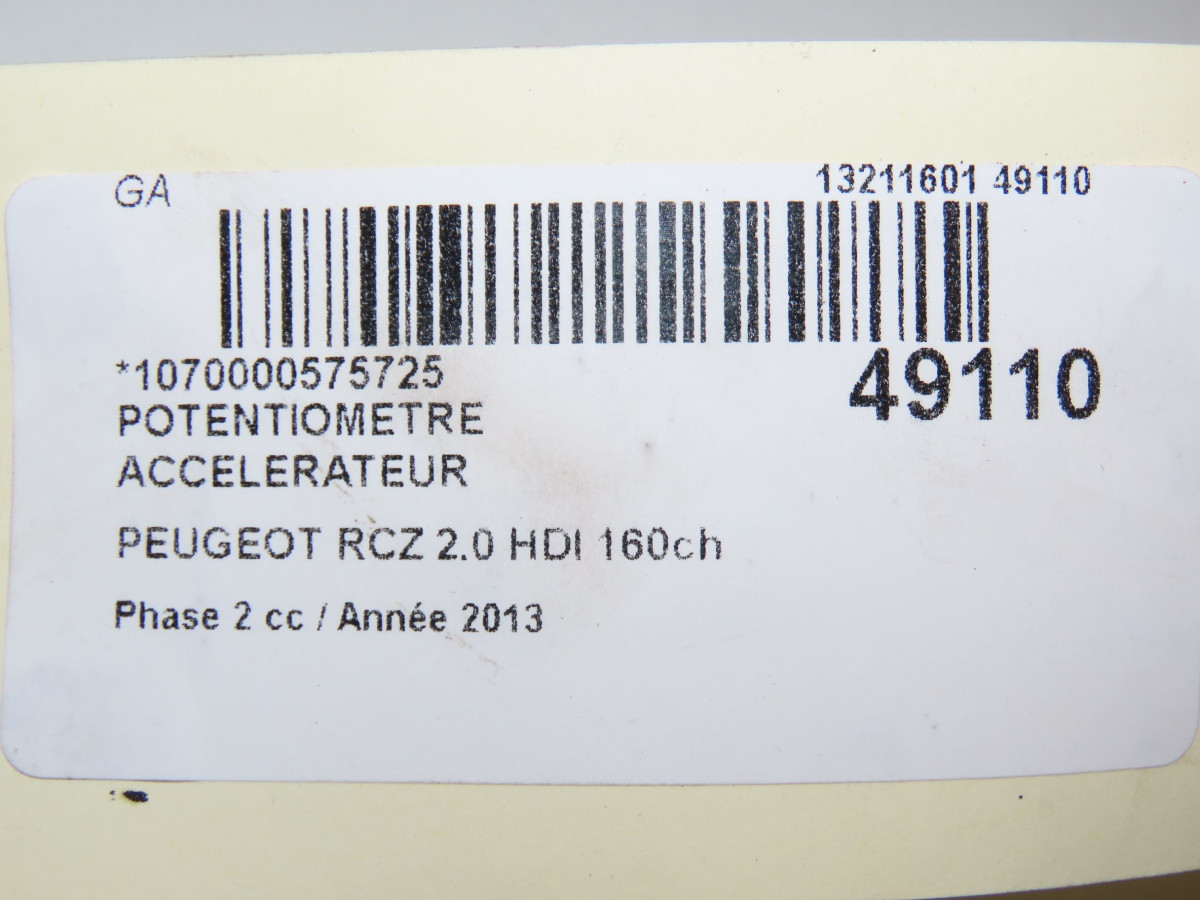 GA
13211601 49110
*1070000575725
49110
POTENTIOMETRE
ACCELERATEUR
PEUGEOT RCZ 2.0 HDI 160ch
Phase 2 cc / Année 2013